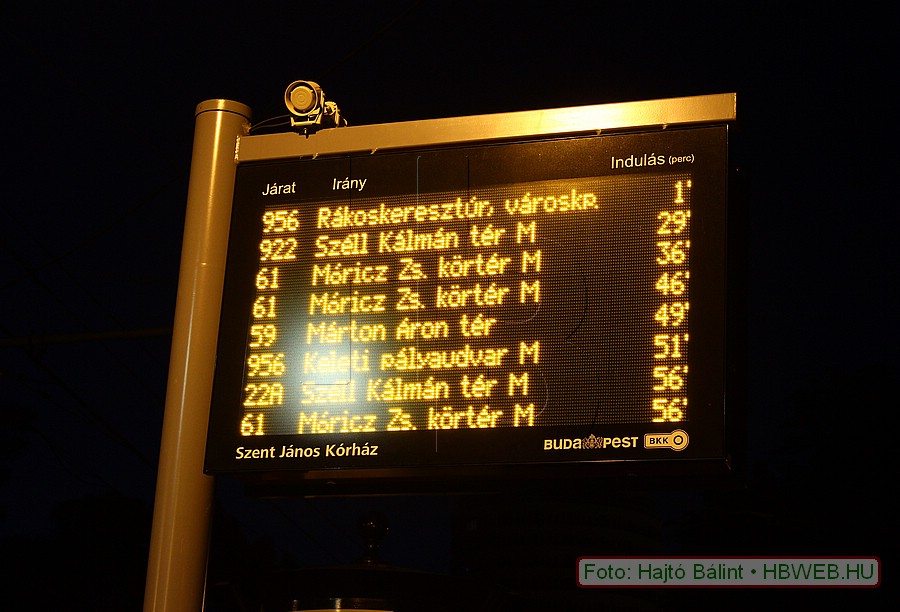 Járat Irány Indulás (perc)
956 Rákoskeresztúr, városkp. 1'
922 Széll Kálmán tér M 29'
61 Móricz Zs. körtér M 36'
61 Móricz Zs. körtér M 46'
59 Márton Áron tér 49'
956 Keleti pályaudvar M 51'
22A Széll Kálmán tér M 56'
61 Móricz Zs. körtér M 56'
Szent János Kórház BUDAPEST BKK
Foto: Hajtó Bálint • HBWEB.HU